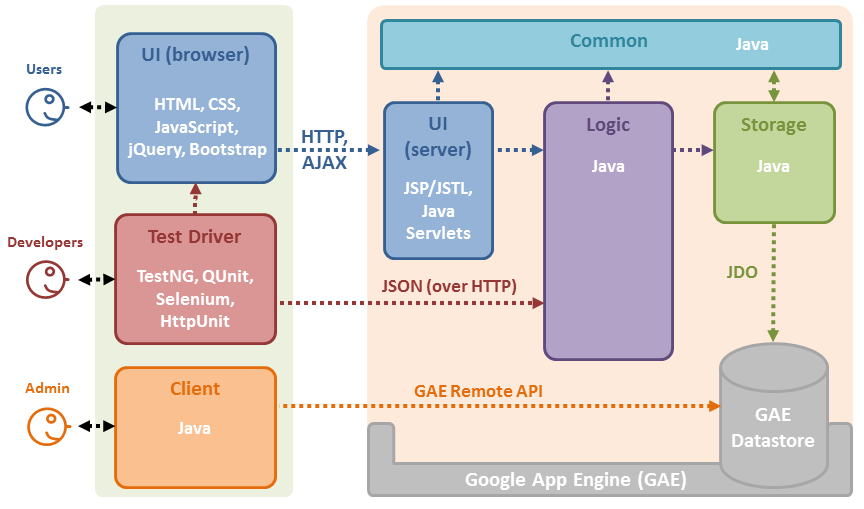 Users
UI (browser)
HTML, CSS,
JavaScript,
jQuery, Bootstrap
HTTP,
AJAX
Common
Java
UI
(server)
JSP/JSTL,
Java
Servlets
Logic
Java
Storage
Java
Developers
Test Driver
TestNG, QUnit,
Selenium,
HttpUnit
JSON (over HTTP)
JDO
Admin
Client
Java
GAE Remote API
GAE
Datastore
Google App Engine (GAE)